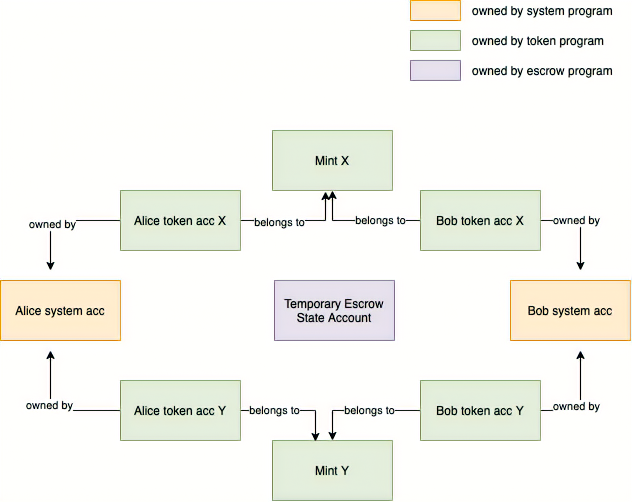 owned by system program
owned by token program
owned by escrow program
Mint X
Alice token acc X
belongs to
belongs to
Bob token acc X
owned by
owned by
Alice system acc
Temporary Escrow
State Account
Bob system acc
owned by
Alice token acc Y
belongs to
belongs to
Bob token acc Y
owned by
Mint Y